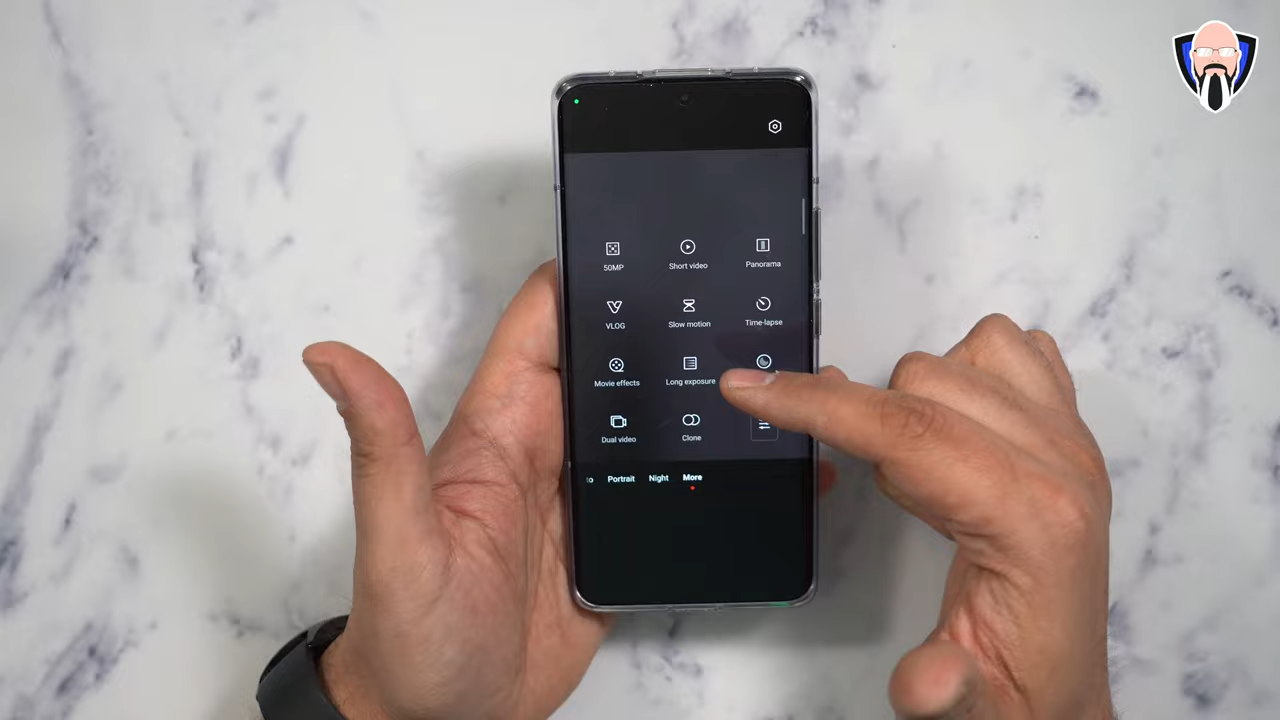 50MP Short video Panorama
VLOG Slow motion Time-lapse
Movie effects Long exposure
Dual video Clone
Portrait Night More